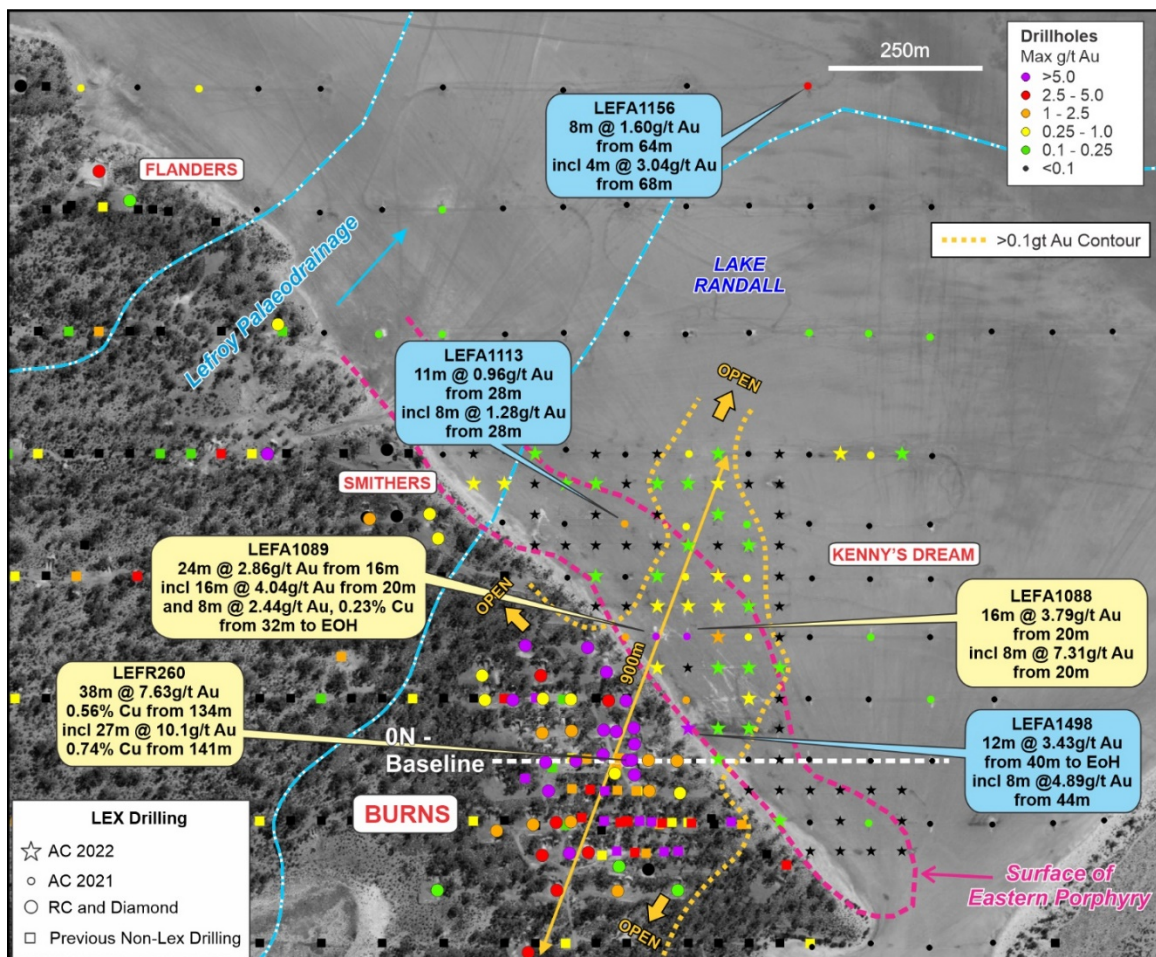 250m
Drillholes
Max g/t Au
>5.0
2.5 - 5.0
1 - 2.5
0.25 - 1.0
0.1 - 0.25
<0.1
>0.1gt Au Contour
LEFA1156
8m @ 1.60g/t Au
from 64m
incl 4m @ 3.04g/t Au
from 68m
FLANDERS
Lefroy Palaeodrainage
LAKE
RANDALL
LEFA1113
11m @ 0.96g/t Au
from 28m
incl 8m @ 1.28g/t Au
from 28m
OPEN
SMITHERS
KENNY'S DREAM
LEFA1089
24m @ 2.86g/t Au from 16m
incl 16m @ 4.04g/t Au from 20m
and 8m @ 2.44g/t Au, 0.23% Cu
from 32m to EOH
OPEN
900m
LEFA1088
16m @ 3.79g/t Au
from 20m
incl 8m @ 7.31g/t Au
from 20m
LEFR260
38m @ 7.63g/t Au
0.56% Cu from 134m
incl 27m @ 10.1g/t Au
0.74% Cu from 141m
0N -
Baseline
LEFA1498
12m @ 3.43g/t Au
from 40m to EoH
incl 8m @4.89g/t Au
from 44m
BURNS
LEX Drilling
AC 2022
AC 2021
RC and Diamond
Previous Non-Lex Drilling
Surface of
Eastern Porphyry
OPEN